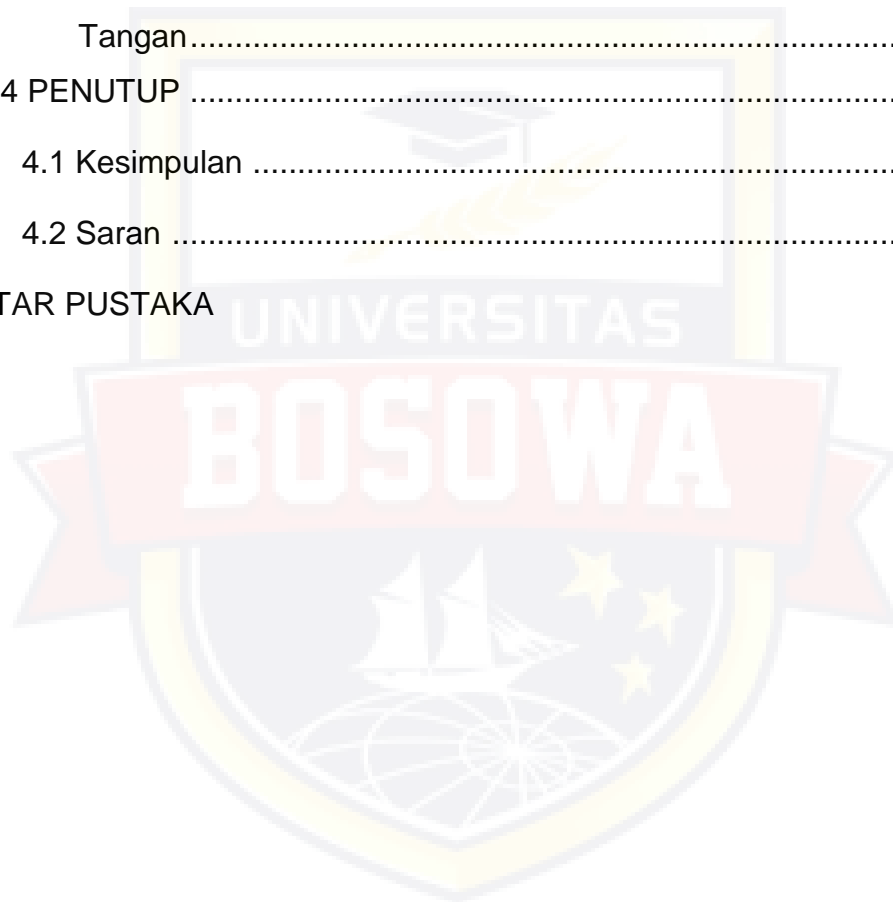 Tangan......................................................................................
4 PENUTUP ....................................................................................
4.1 Kesimpulan .............................................................................
4.2 Saran ......................................................................................
TAR PUSTAKA
UNIVERSITAS
BOSOWA